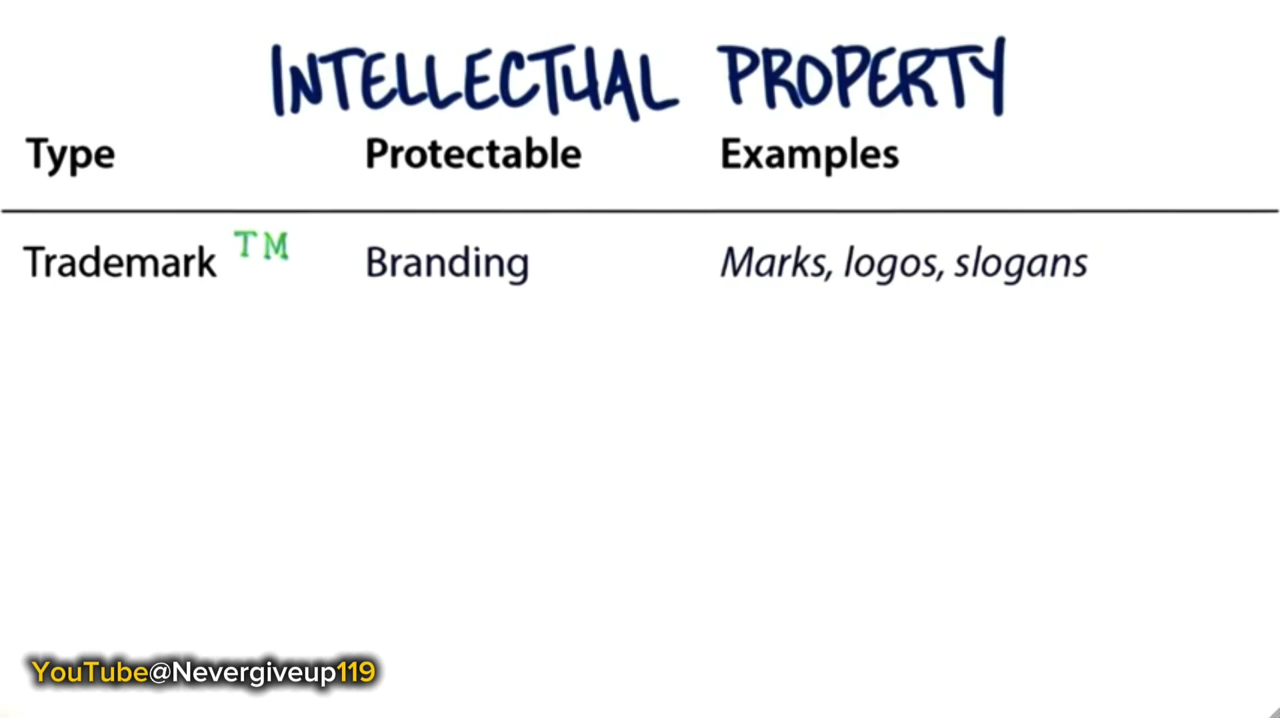 INTELLECTUAL PROPERTY
Type Protectable Examples
Trademark TM Branding Marks, logos, slogans
YouTube@Nevergiveup119